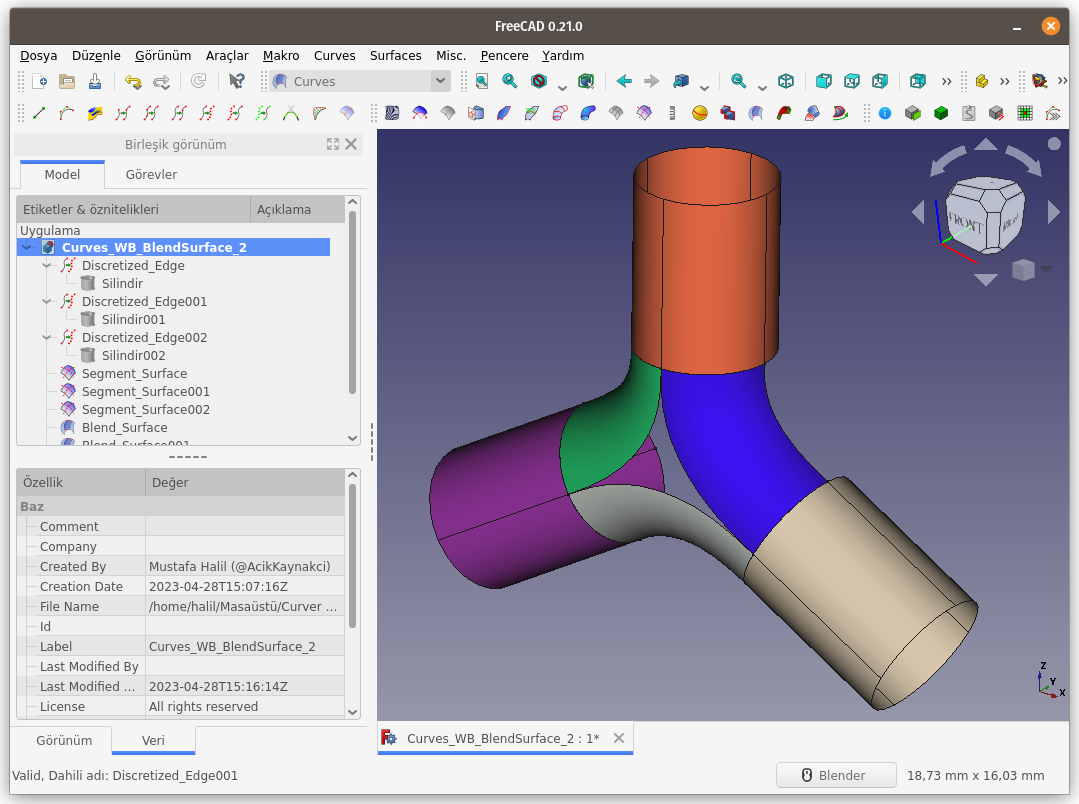 FreeCAD 0.21.0
Dosya Düzenle Görünüm Araçlar Makro Curves Surfaces Misc. Pencere Yardım
Curves
Birleşik görünüm
Model Görevler
Etiketler & öznitelikleri Açıklama
Uygulama
Curves_WB_BlendSurface_2
Discretized_Edge
Silindir
Discretized_Edge001
Silindir001
Discretized_Edge002
Silindir002
Segment_Surface
Segment_Surface001
Segment_Surface002
Blend_Surface
Blend_Surface001
Özellik Değer
Baz
Comment
Company
Created By Mustafa Halil (@AcikKaynakci)
Creation Date 2023-04-28T15:07:16Z
File Name /home/halil/Masaüstü/Curver ...
Id
Label Curves_WB_BlendSurface_2
Last Modified By
Last Modified ... 2023-04-28T15:16:14Z
License All rights reserved
Görünüm Veri
FRONT
Z
Y
X
Curves_WB_BlendSurface_2 : 1*
Valid, Dahili adı: Discretized_Edge001
Blender 18,73 mm x 16,03 mm